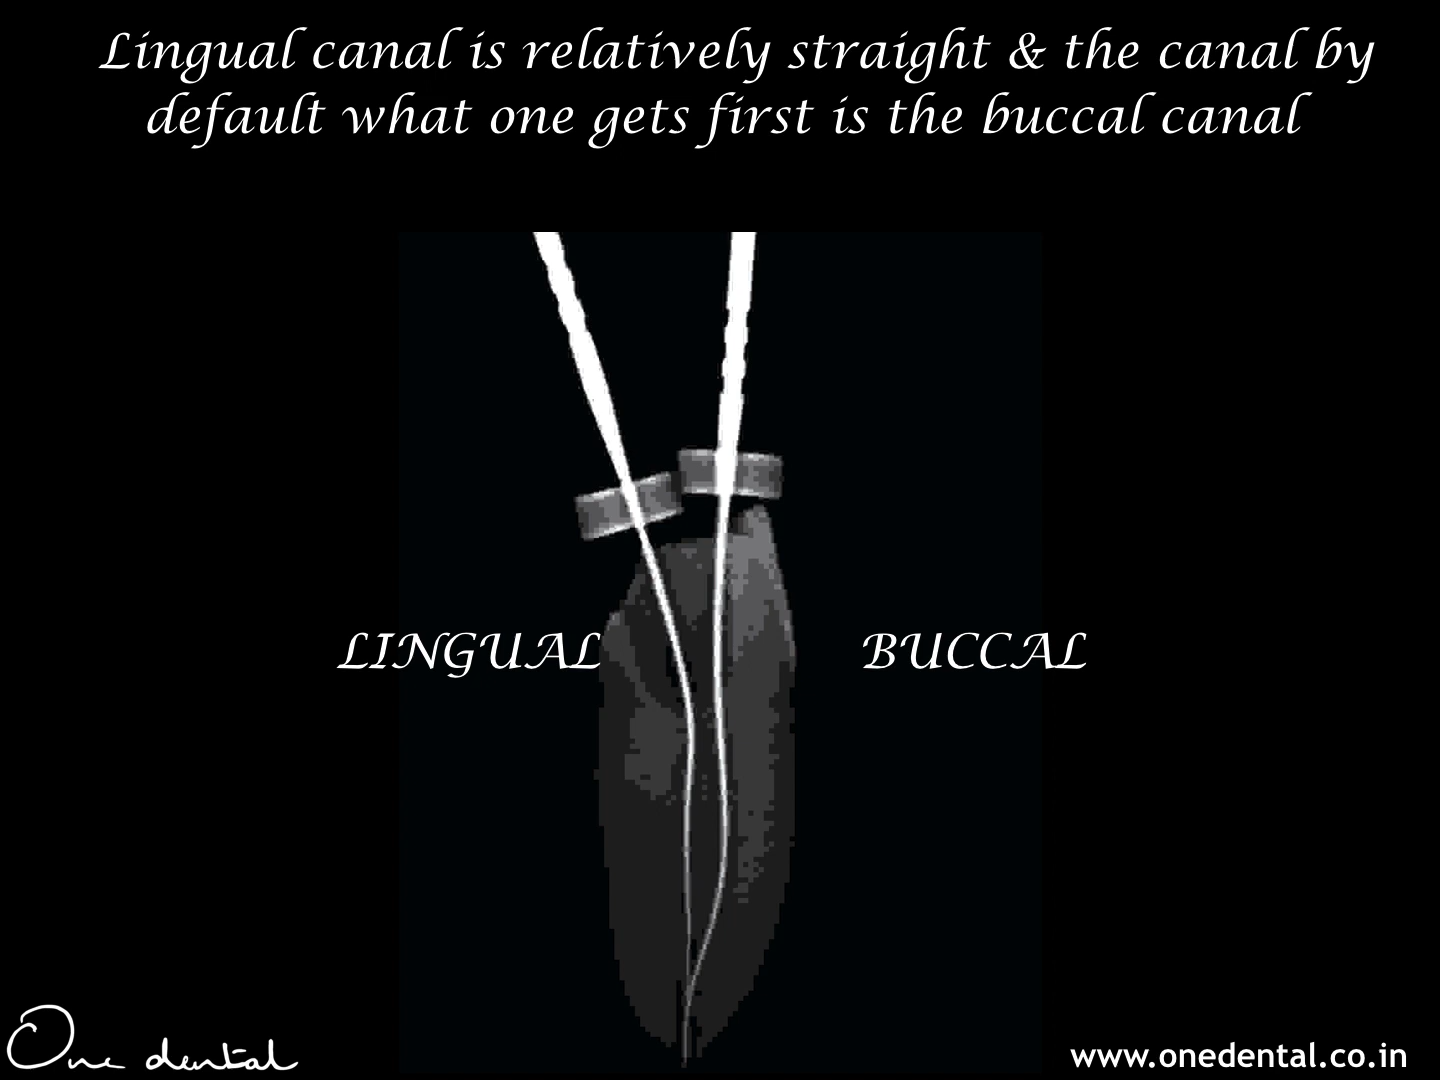 Lingual canal is relatively straight & the canal by
default what one gets first is the buccal canal
LINGUAL
BUCCAL
One dental
www.onedental.co.in